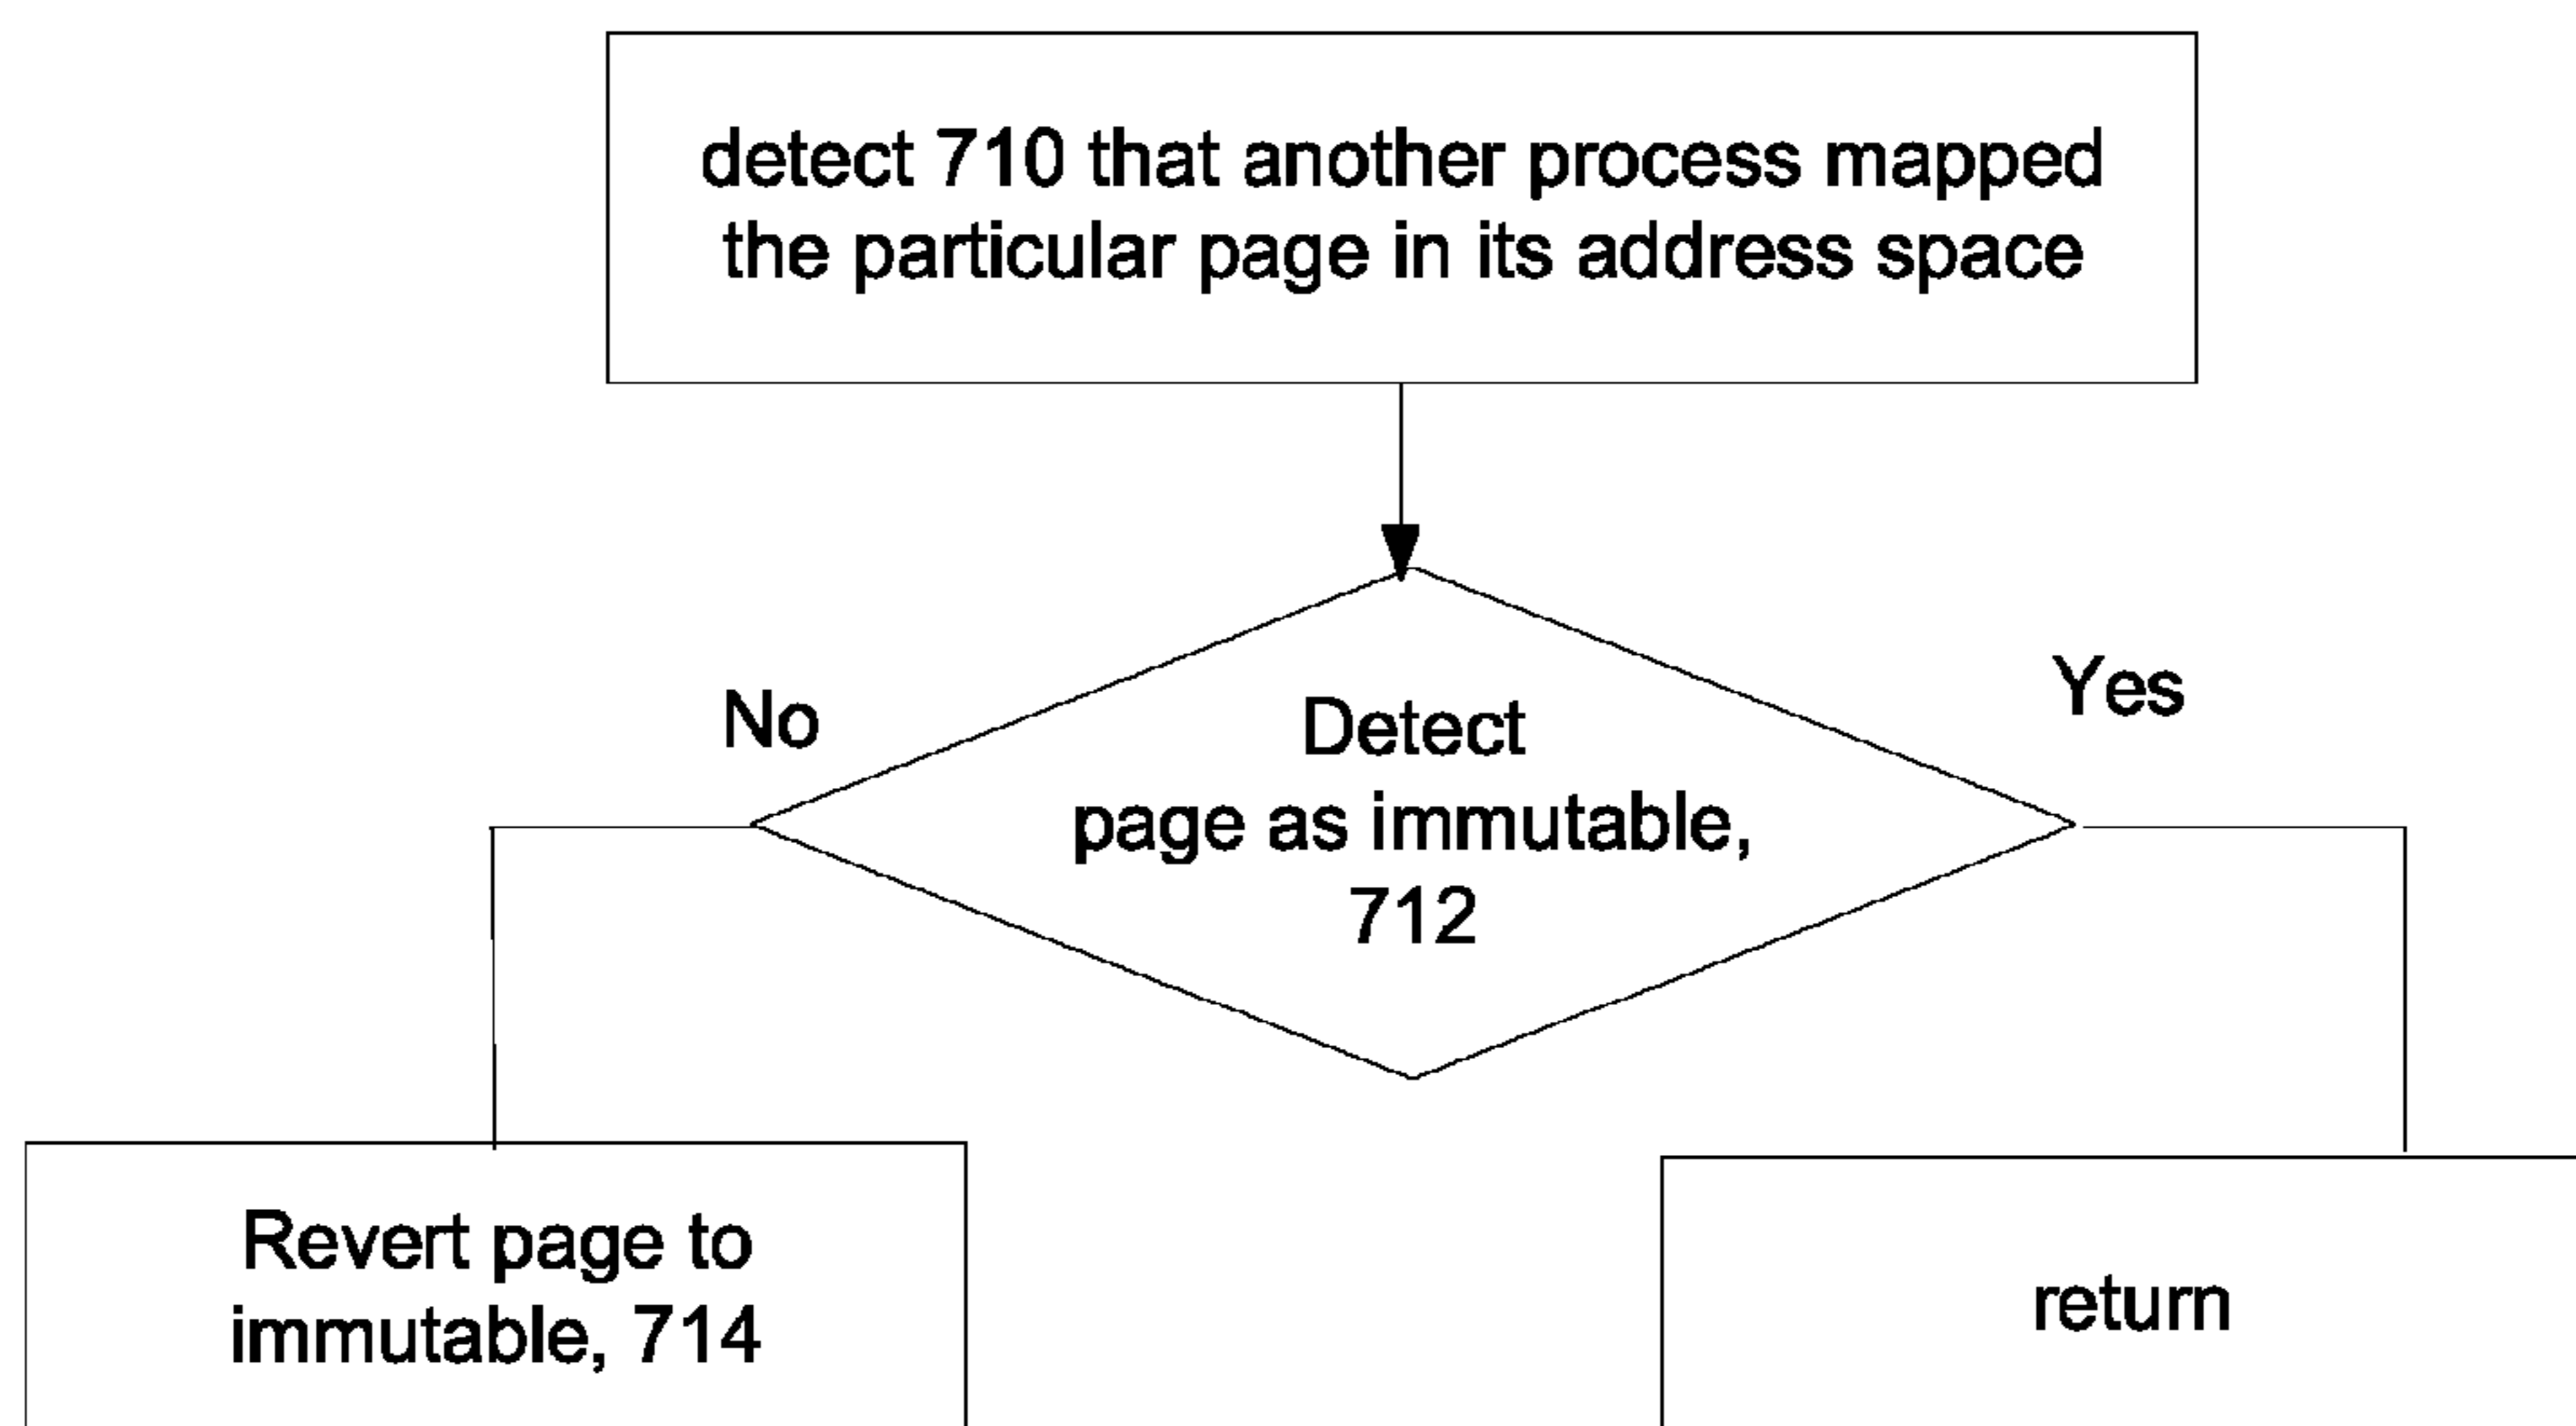 detect 710 that another process mapped
the particular page in its address space
No
Yes
Detect
page as immutable,
712
Revert page to
immutable, 714
return